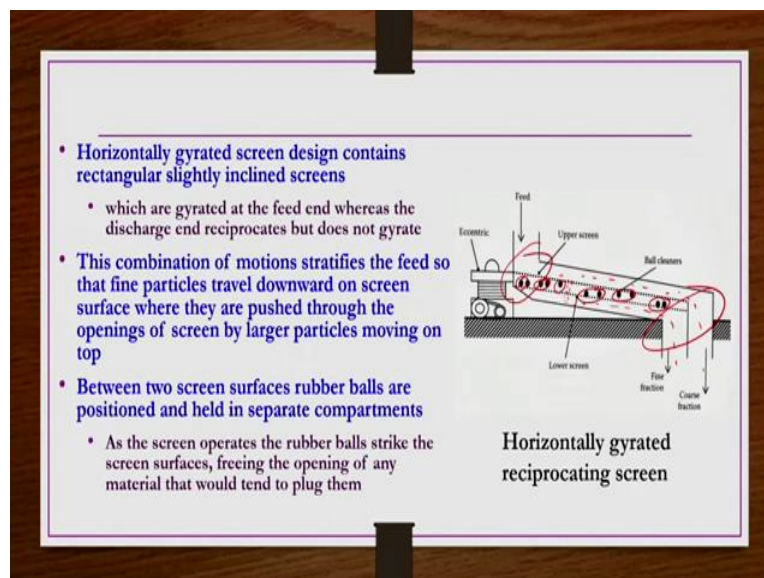 • Horizontally gyrated screen design contains
rectangular slightly inclined screens
• which are gyrated at the feed end whereas the
discharge end reciprocates but does not gyrate
• This combination of motions stratifies the feed so
that fine particles travel downward on screen
surface where they are pushed through the
openings of screen by larger particles moving on
top
• Between two screen surfaces rubber balls are
positioned and held in separate compartments
• As the screen operates the rubber balls strike the
screen surfaces, freeing the opening of any
material that would tend to plug them
Feed
Eccentric
Upper screen
Ball cleaners
Lower screen
Fine
fraction
Coarse
fraction
Horizontally gyrated
reciprocating screen